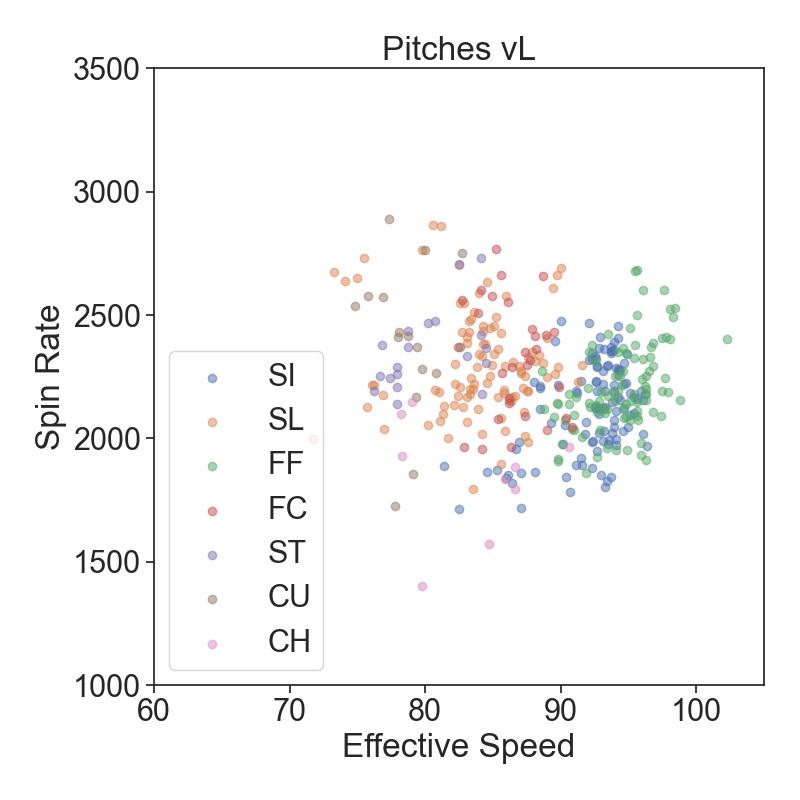 Pitches vL
3500
3000
2500
2000
1500
1000
Spin Rate
SI
SL
FF
FC
ST
CU
CH
60 70 80 90 100
Effective Speed